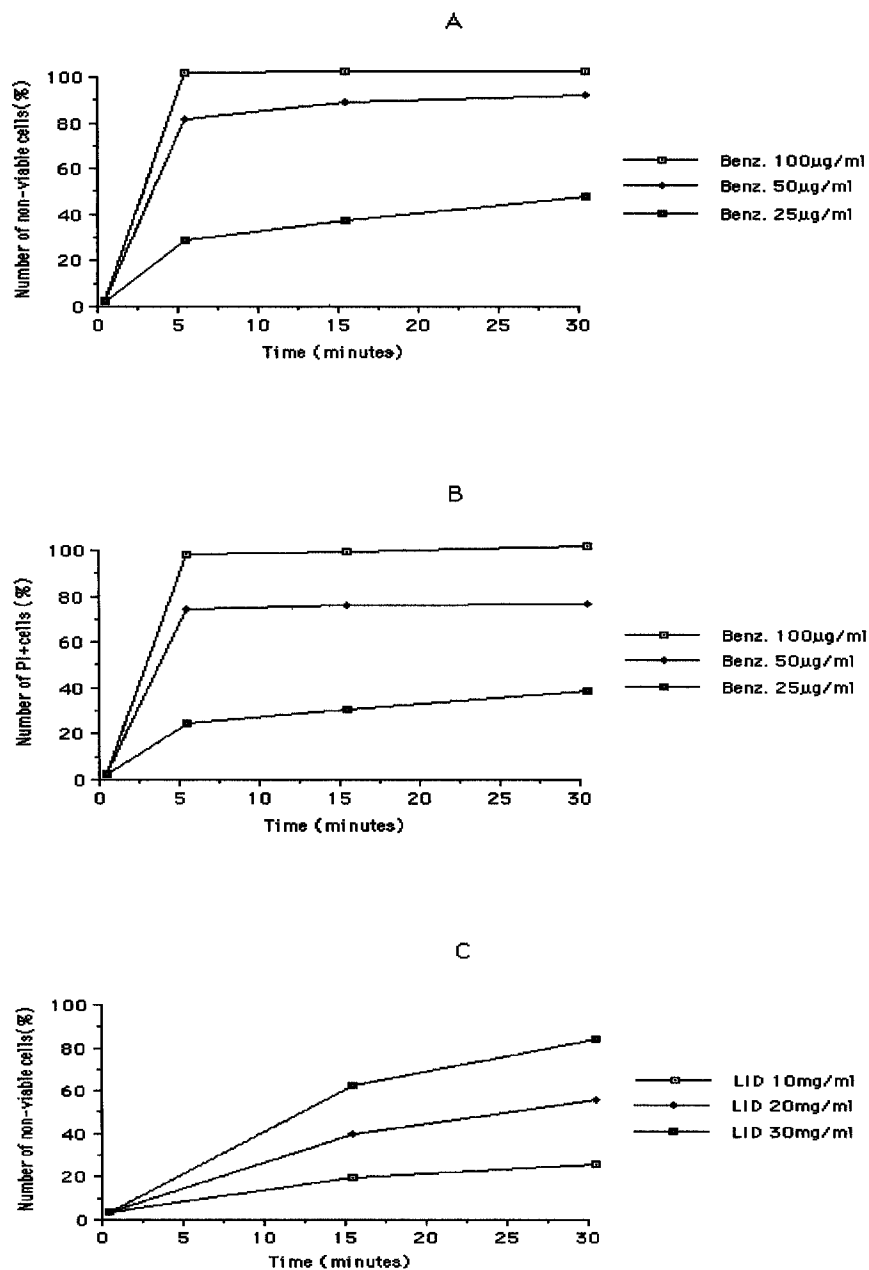 A
Number of non-viable cells(%)
100
80
60
40
20
0
0 5 10 15 20 25 30
Time (minutes)
Benz. 100µg/ml
Benz. 50µg/ml
Benz. 25µg/ml
B
Number of PI+cells (%)
100
80
60
40
20
0
0 5 10 15 20 25 30
Time (minutes)
Benz. 100µg/ml
Benz. 50µg/ml
Benz. 25µg/ml
C
Number of non-viable cells(%)
100
80
60
40
20
0
0 5 10 15 20 25 30
Time (minutes)
LID 10mg/ml
LID 20mg/ml
LID 30mg/ml